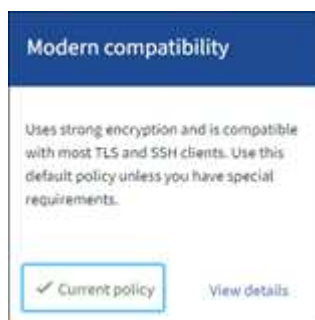 Modern compatibility
Uses strong encryption and is compatible
with most TLS and SSH clients. Use this
default policy unless you have special
requirements.
✓ Current policy
View details